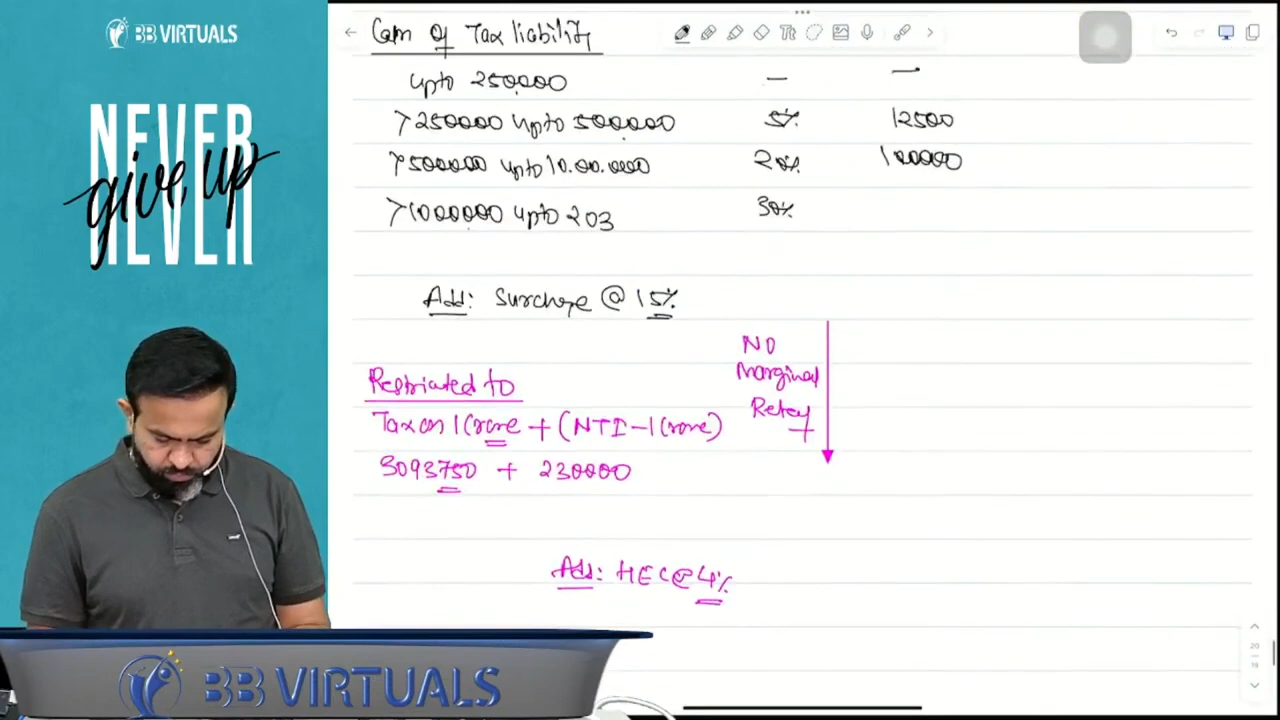 BB VIRTUALS
NEVER
give up
NEVER
Com of Tax liability
upto 250000 — —
>250000 upto 500000 5% 12500
>500000 upto 10.00.000 20% 100000
>1000000 upto 203 30%
Add: Surcharge @ 15%
NO
Marginal
Relief
Restricted to
Tax on 1 Crore + (NTI - 1 Crore)
3093750 + 230000
Add: HEC @ 4%
20
19
BB VIRTUALS